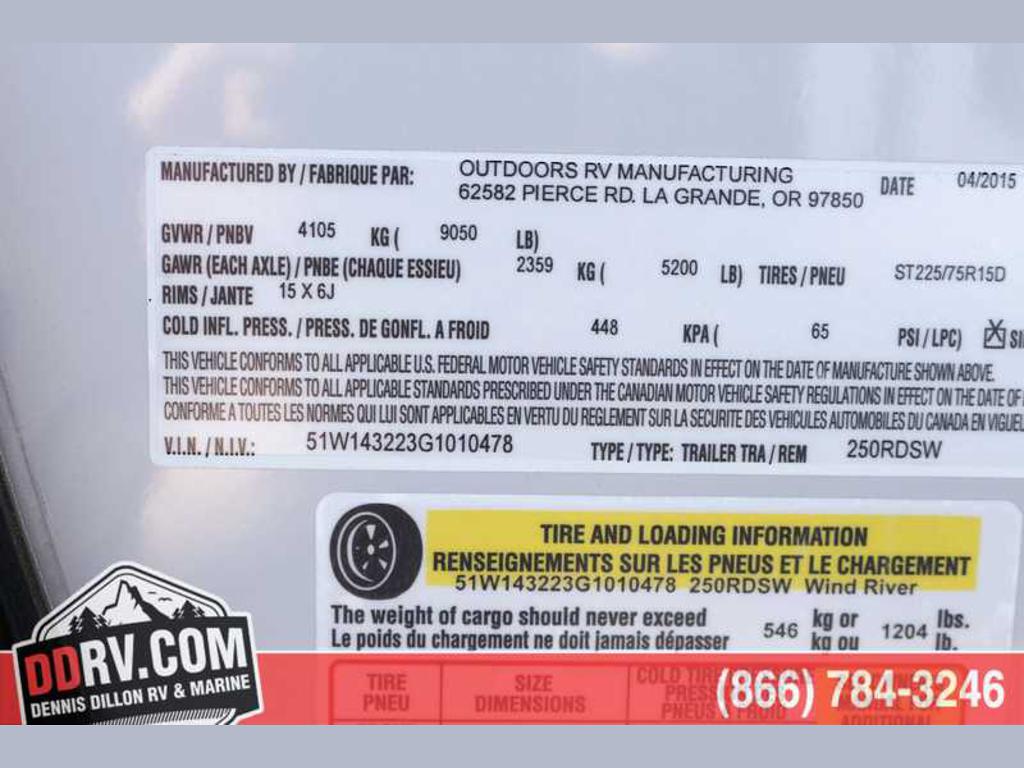 MANUFACTURED BY / FABRIQUE PAR: OUTDOORS RV MANUFACTURING
62582 PIERCE RD. LA GRANDE, OR 97850 DATE 04/2015
GVWR / PNBV 4105 KG ( 9050 LB)
GAWR (EACH AXLE) / PNBE (CHAQUE ESSIEU) 2359 KG ( 5200 LB) TIRES / PNEU ST225/75R15D
RIMS / JANTE 15 X 6J
COLD INFL. PRESS. / PRESS. DE GONFL. A FROID 448 KPA ( 65 PSI / LPC)
THIS VEHICLE CONFORMS TO ALL APPLICABLE U.S. FEDERAL MOTOR VEHICLE SAFETY STANDARDS IN EFFECT ON THE DATE OF MANUFACTURE SHOWN ABOVE.
THIS VEHICLE CONFORMS TO ALL APPLICABLE STANDARDS PRESCRIBED UNDER THE CANADIAN MOTOR VEHICLE SAFETY REGULATIONS IN EFFECT ON THE DATE OF
CONFORME A TOUTES LES NORMES QUI LUI SONT APPLICABLES EN VERTU DU REGLEMENT SUR LA SECURITE DES VEHICULES AUTOMOBILES DU CANADA EN VIGUEU
V.I.N. / N.I.V.: 51W143223G1010478 TYPE / TYPE: TRAILER TRA / REM 250RDSW
TIRE AND LOADING INFORMATION
RENSEIGNEMENTS SUR LES PNEUS ET LE CHARGEMENT
51W143223G1010478 250RDSW Wind River
The weight of cargo should never exceed 546 kg or 1204 lbs.
Le poids du chargement ne doit jamais dépasser kg ou lb.
TIRE SIZE COLD TIRE
PNEU DIMENSIONS PRESS
PNEUS À FROID
DDRV.COM
DENNIS DILLON RV & MARINE
(866) 784-3246